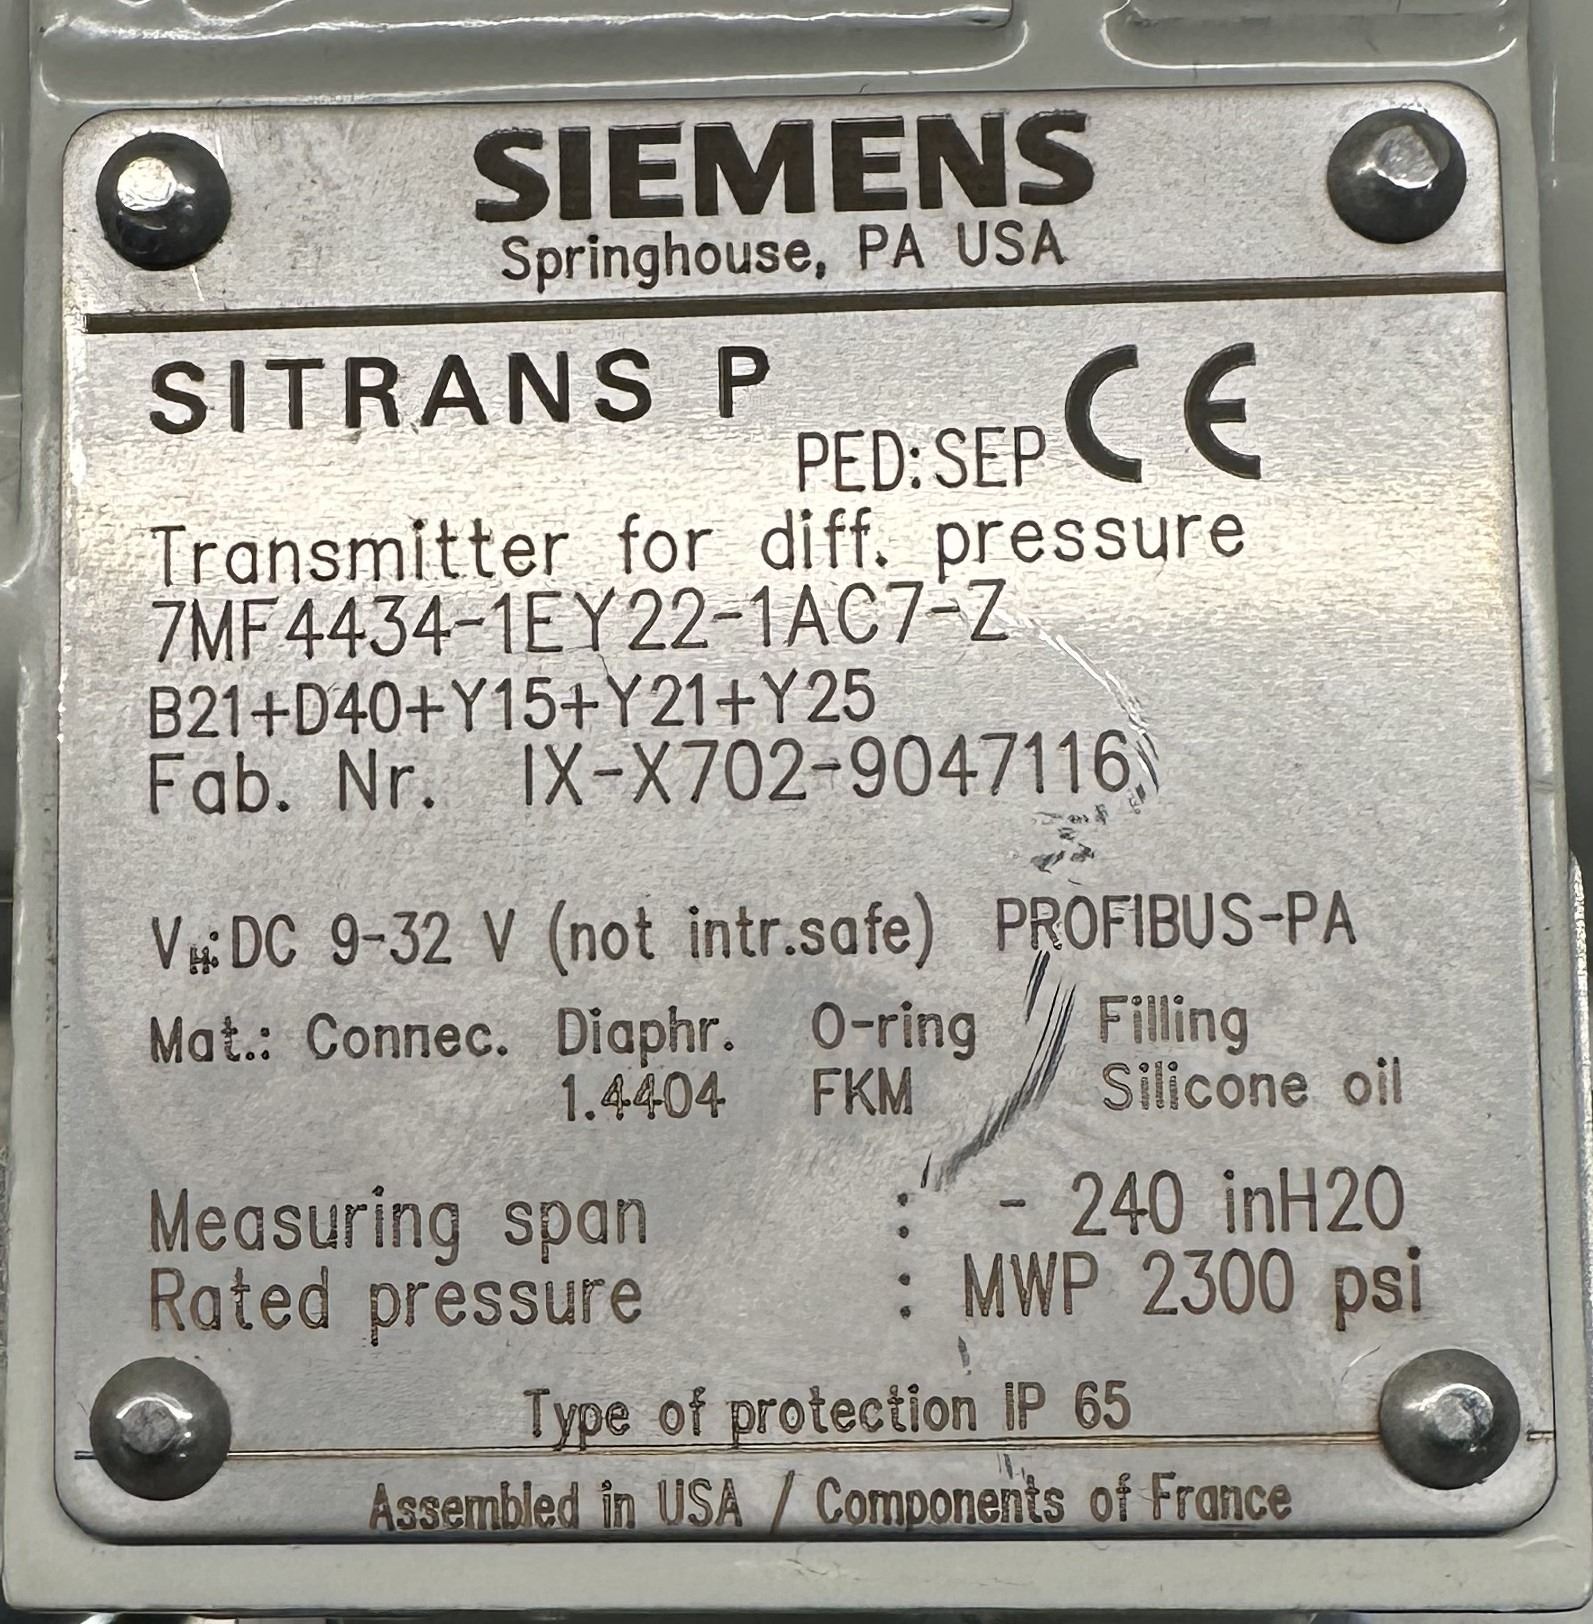 SIEMENS
Springhouse, PA USA
SITRANS P
PED:SEP CE
Transmitter for diff. pressure
7MF4434-1EY22-1AC7-Z
B21+D40+Y15+Y21+Y25
Fab. Nr. IX-X702-9047116
VH:DC 9-32 V (not intr.safe) PROFIBUS-PA
Mat.: Connec. Diaphr. O-ring Filling
1.4404 FKM Silicone oil
Measuring span : - 240 inH2O
Rated pressure : MWP 2300 psi
Type of protection IP 65
Assembled in USA / Components of France